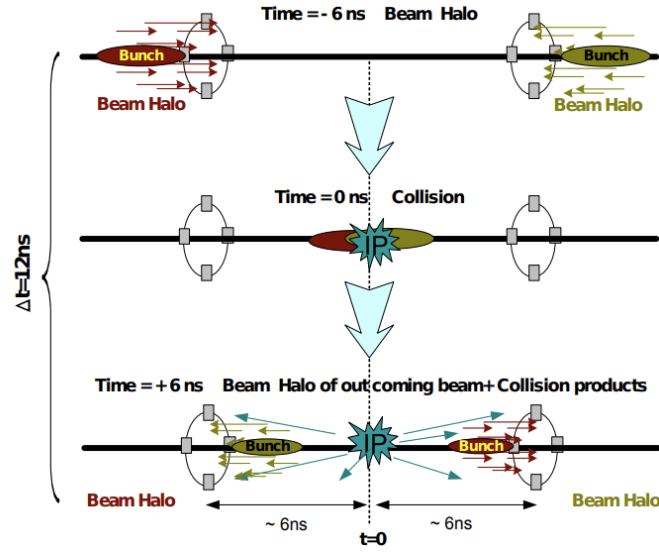 Time = - 6 ns Beam Halo
Bunch Bunch
Beam Halo Beam Halo
Time = 0 ns Collision
IP
Δt=12ns
Time = + 6 ns Beam Halo of out coming beam+ Collision products
Bunch IP Bunch
Beam Halo Beam Halo
~ 6ns ~ 6ns
t=0